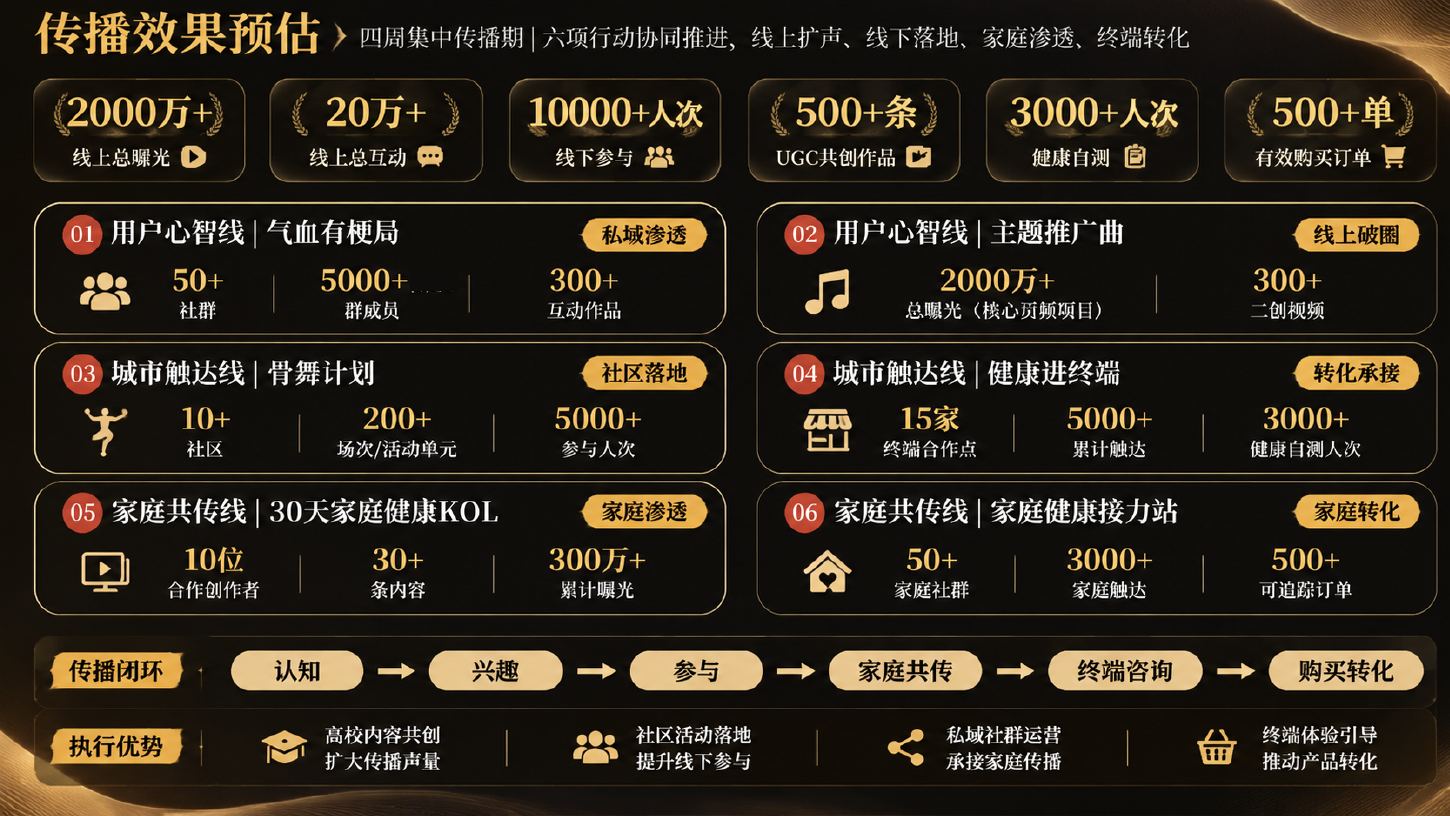 传播效果预估
四周集中传播期 | 六项行动协同推进，线上扩声、线下落地、家庭渗透、终端转化
2000万+
线上总曝光
20万+
线上总互动
10000+人次
线下参与
500+条
UGC共创作品
3000+人次
健康自测
500+单
有效购买订单
01 用户心智线 | 气血有梗局
私域渗透
50+
社群
5000+
群成员
300+
互动作品
02 用户心智线 | 主题推广曲
线上破圈
2000万+
总曝光（核心页频项目）
300+
二创视频
03 城市触达线 | 骨舞计划
社区落地
10+
社区
200+
场次/活动单元
5000+
参与人次
04 城市触达线 | 健康进终端
转化承接
15家
终端合作点
5000+
累计触达
3000+
健康自测人次
05 家庭共传线 | 30天家庭健康KOL
家庭渗透
10位
合作创作者
30+
条内容
300万+
累计曝光
06 家庭共传线 | 家庭健康接力站
家庭转化
50+
家庭社群
3000+
家庭触达
500+
可追踪订单
传播闭环
认知
兴趣
参与
家庭共传
终端咨询
购买转化
执行优势
高校内容共创
扩大传播声量
社区活动落地
提升线下参与
私域社群运营
承接家庭传播
终端体验引导
推动产品转化